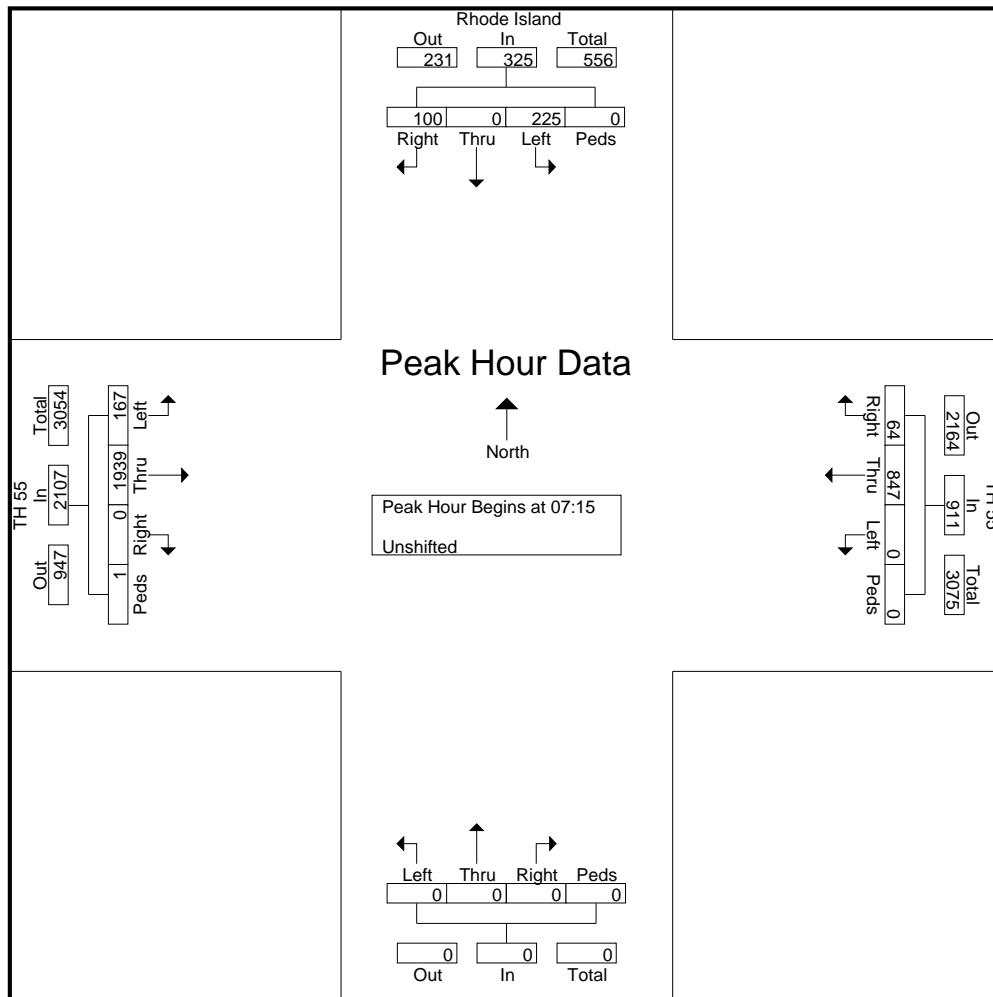 Rhode Island
Out In Total
231 325 556
100 0 225 0
Right Thru Left Peds
Peak Hour Data
North
Peak Hour Begins at 07:15
Unshifted
TH 55
Total In Out
3054 2107 947
167 1939 0 1
Left Thru Right Peds
Right Thru Left Peds
64 847 0 0
Out In Total
2164 911 3075
TH 55
Left Thru Right Peds
0 0 0 0
0 0 0
Out In Total